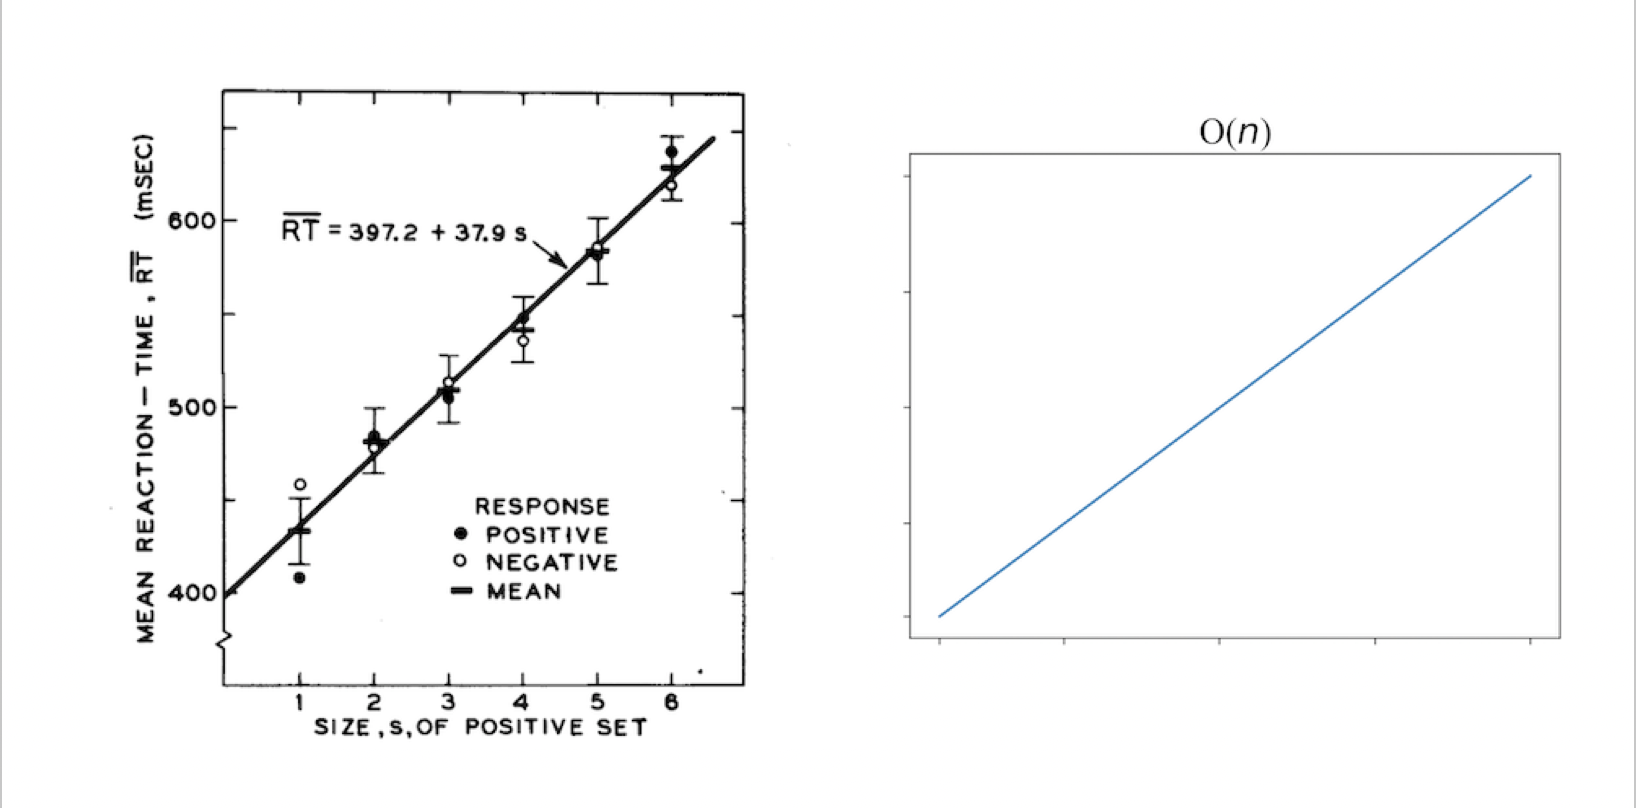 MEAN REACTION — TIME, RT (mSEC)
600
500
400
RT = 397.2 + 37.9 s
RESPONSE
POSITIVE
NEGATIVE
MEAN
1 2 3 4 5 6
SIZE, s, OF POSITIVE SET
O(n)